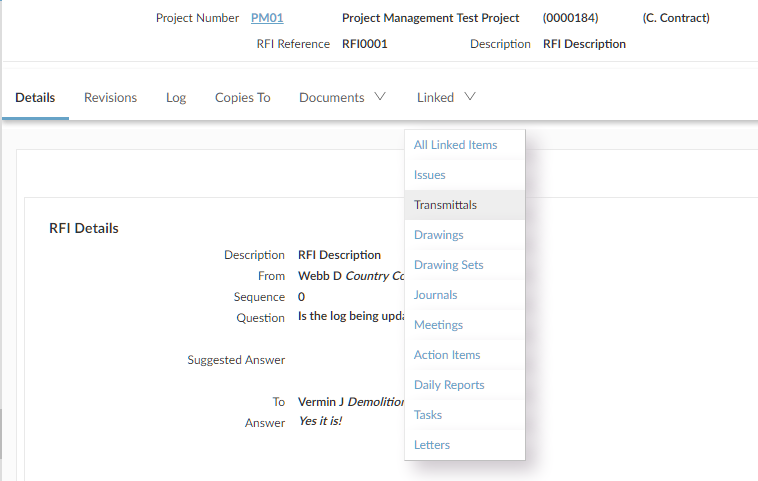 Project Number PM01 Project Management Test Project (0000184) (C. Contract)
RFI Reference RFI0001 Description RFI Description
Details Revisions Log Copies To Documents Linked
All Linked Items
Issues
Transmittals
Drawings
Drawing Sets
Journals
Meetings
Action Items
Daily Reports
Tasks
Letters
RFI Details
Description RFI Description
From Webb D Country
Sequence 0
Question Is the log being
Suggested Answer
To Vermin J Demolition
Answer Yes it is!